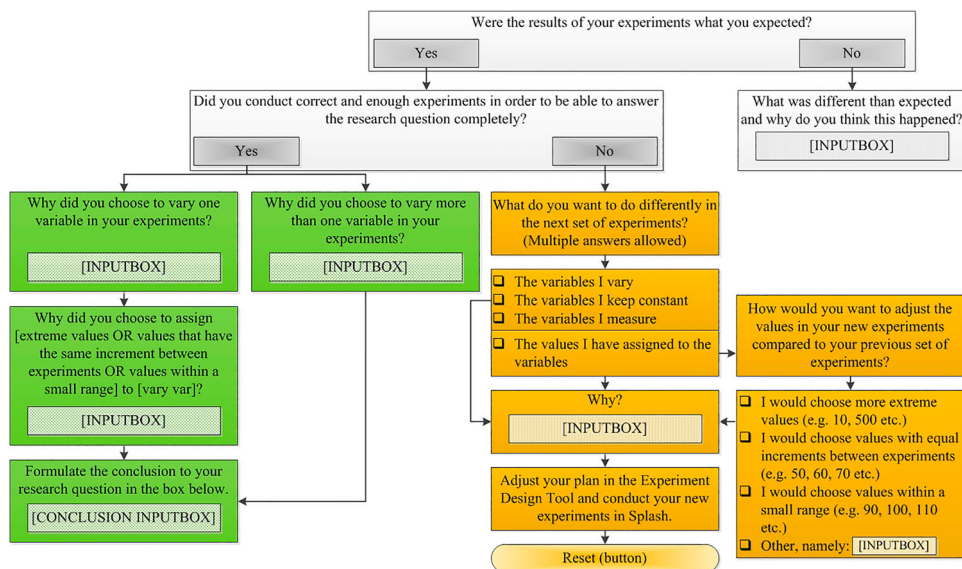 Were the results of your experiments what you expected?
Yes
No
Did you conduct correct and enough experiments in order to be able to answer
the research question completely?
Yes
No
What was different than expected
and why do you think this happened?
[INPUTBOX]
Why did you choose to vary one
variable in your experiments?
[INPUTBOX]
Why did you choose to vary more
than one variable in your
experiments?
[INPUTBOX]
What do you want to do differently in
the next set of experiments?
(Multiple answers allowed)
The variables I vary
The variables I keep constant
The variables I measure
The values I have assigned to the
variables
How would you want to adjust the
values in your new experiments
compared to your previous set of
experiments?
Why did you choose to assign
[extreme values OR values that have
the same increment between
experiments OR values within a
small range] to [vary var]?
[INPUTBOX]
Why?
[INPUTBOX]
I would choose more extreme
values (e.g. 10, 500 etc.)
I would choose values with equal
increments between experiments
(e.g. 50, 60, 70 etc.)
I would choose values within a
small range (e.g. 90, 100, 110
etc.)
Other, namely: [INPUTBOX]
Formulate the conclusion to your
research question in the box below.
[CONCLUSION INPUTBOX]
Adjust your plan in the Experiment
Design Tool and conduct your new
experiments in Splash.
Reset (button)